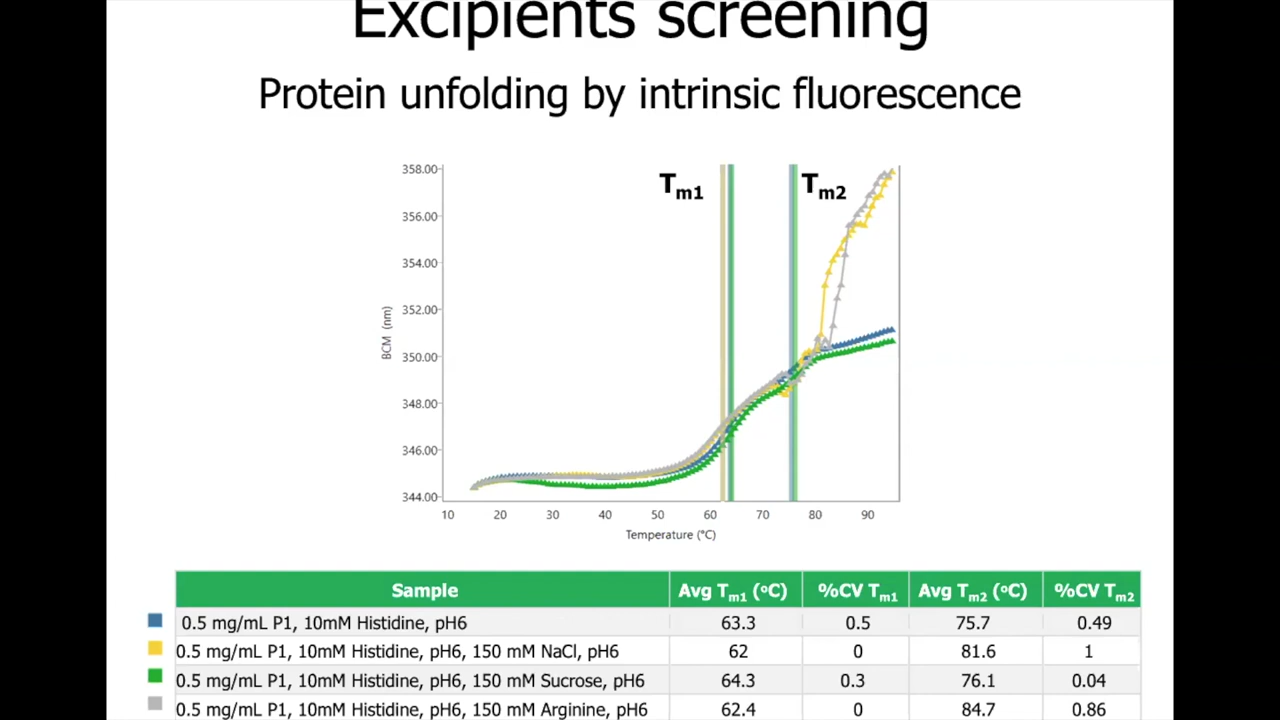 Excipients screening
Protein unfolding by intrinsic fluorescence
Tm1
Tm2
358.00
356.00
354.00
352.00
350.00
348.00
346.00
344.00
BCM (nm)
10 20 30 40 50 60 70 80 90
Temperature (°C)
Sample Avg Tm1 (°C) %CV Tm1 Avg Tm2 (°C) %CV Tm2
0.5 mg/mL P1, 10mM Histidine, pH6 63.3 0.5 75.7 0.49
0.5 mg/mL P1, 10mM Histidine, pH6, 150 mM NaCl, pH6 62 0 81.6 1
0.5 mg/mL P1, 10mM Histidine, pH6, 150 mM Sucrose, pH6 64.3 0.3 76.1 0.04
0.5 mg/mL P1, 10mM Histidine, pH6, 150 mM Arginine, pH6 62.4 0 84.7 0.86